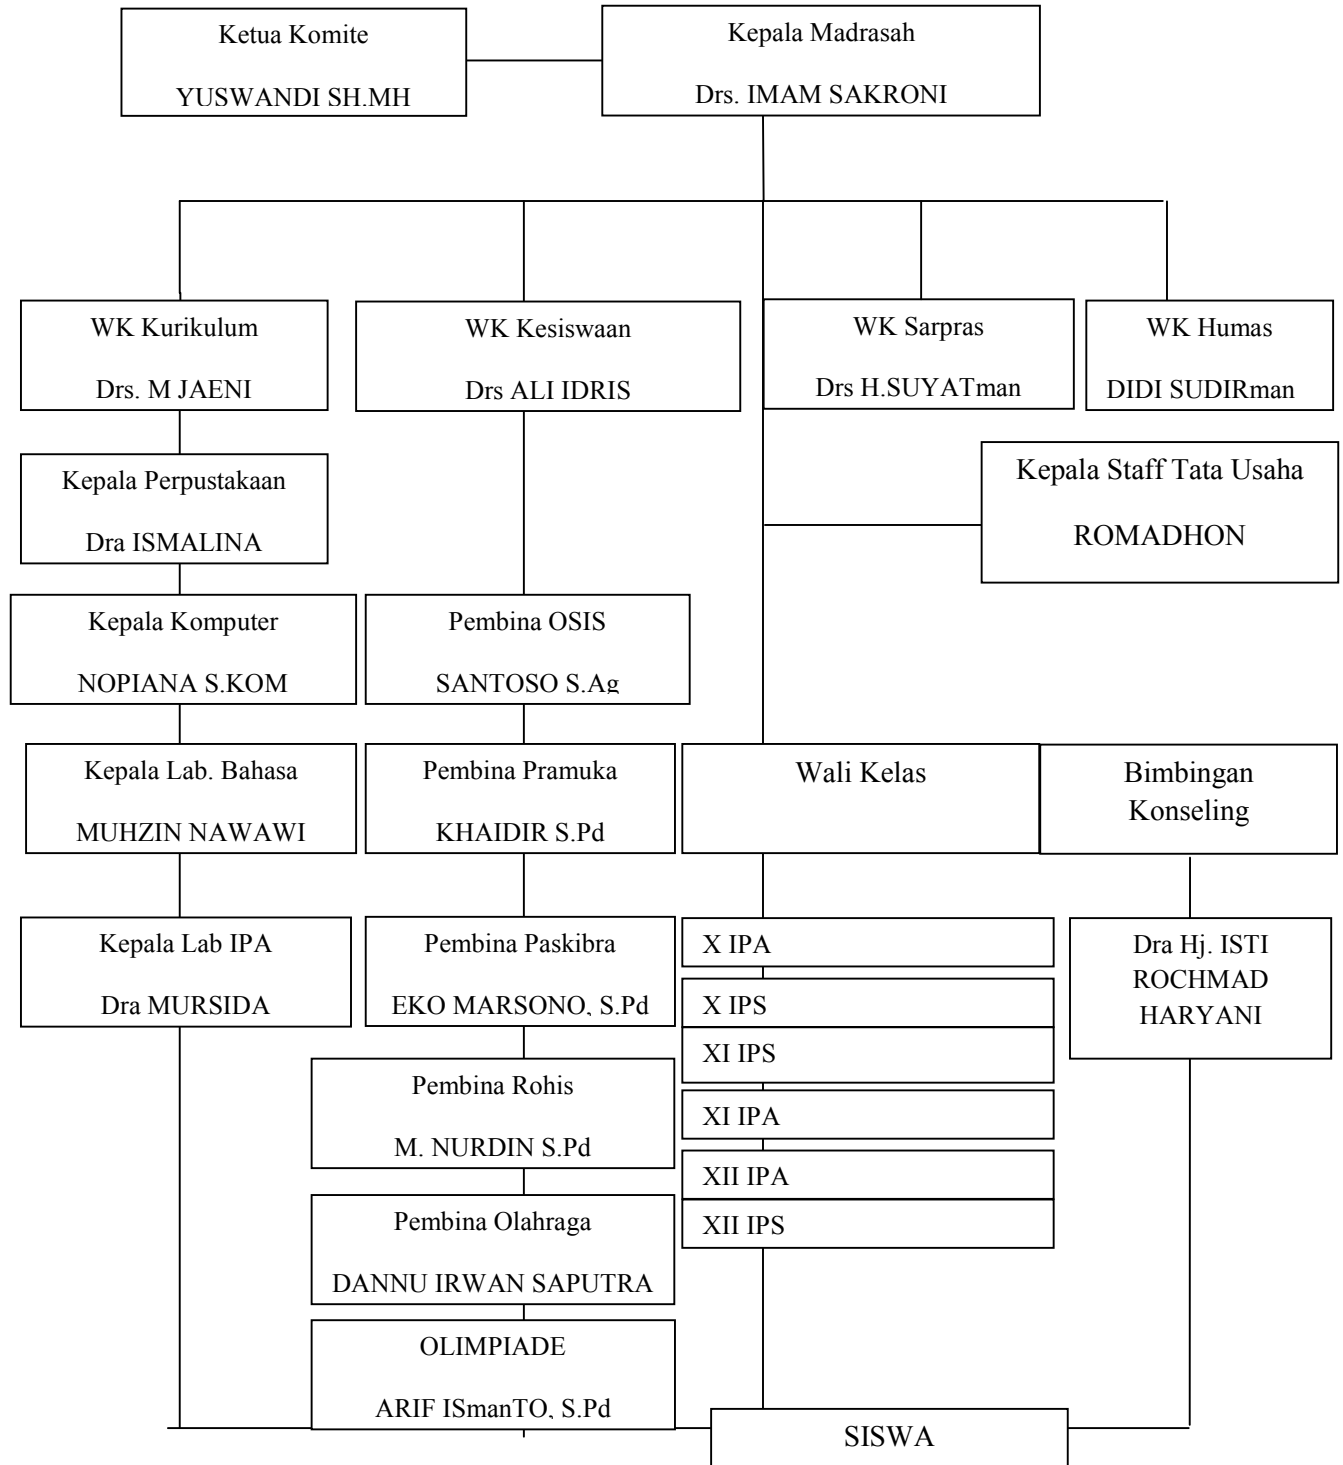 Ketua Komite
YUSWANDI SH.MH
Kepala Madrasah
Drs. IMAM SAKRONI
WK Kurikulum
Drs. M JAENI
WK Kesiswaan
Drs ALI IDRIS
WK Sarpras
Drs H.SUYATman
WK Humas
DIDI SUDIRman
Kepala Perpustakaan
Dra ISMALINA
Kepala Staff Tata Usaha
ROMADHON
Kepala Komputer
NOPIANA S.KOM
Pembina OSIS
SANTOSO S.Ag
Kepala Lab. Bahasa
MUHZIN NAWAWI
Pembina Pramuka
KHAIDIR S.Pd
Wali Kelas
Bimbingan
Konseling
Kepala Lab IPA
Dra MURSIDA
Pembina Paskibra
EKO MARSONO, S.Pd
X IPA
X IPS
XI IPS
XI IPA
XII IPA
XII IPS
Dra Hj. ISTI
ROCHMAD
HARYANI
Pembina Rohis
M. NURDIN S.Pd
Pembina Olahraga
DANNU IRWAN SAPUTRA
OLIMPIADE
ARIF ISmanTO, S.Pd
SISWA